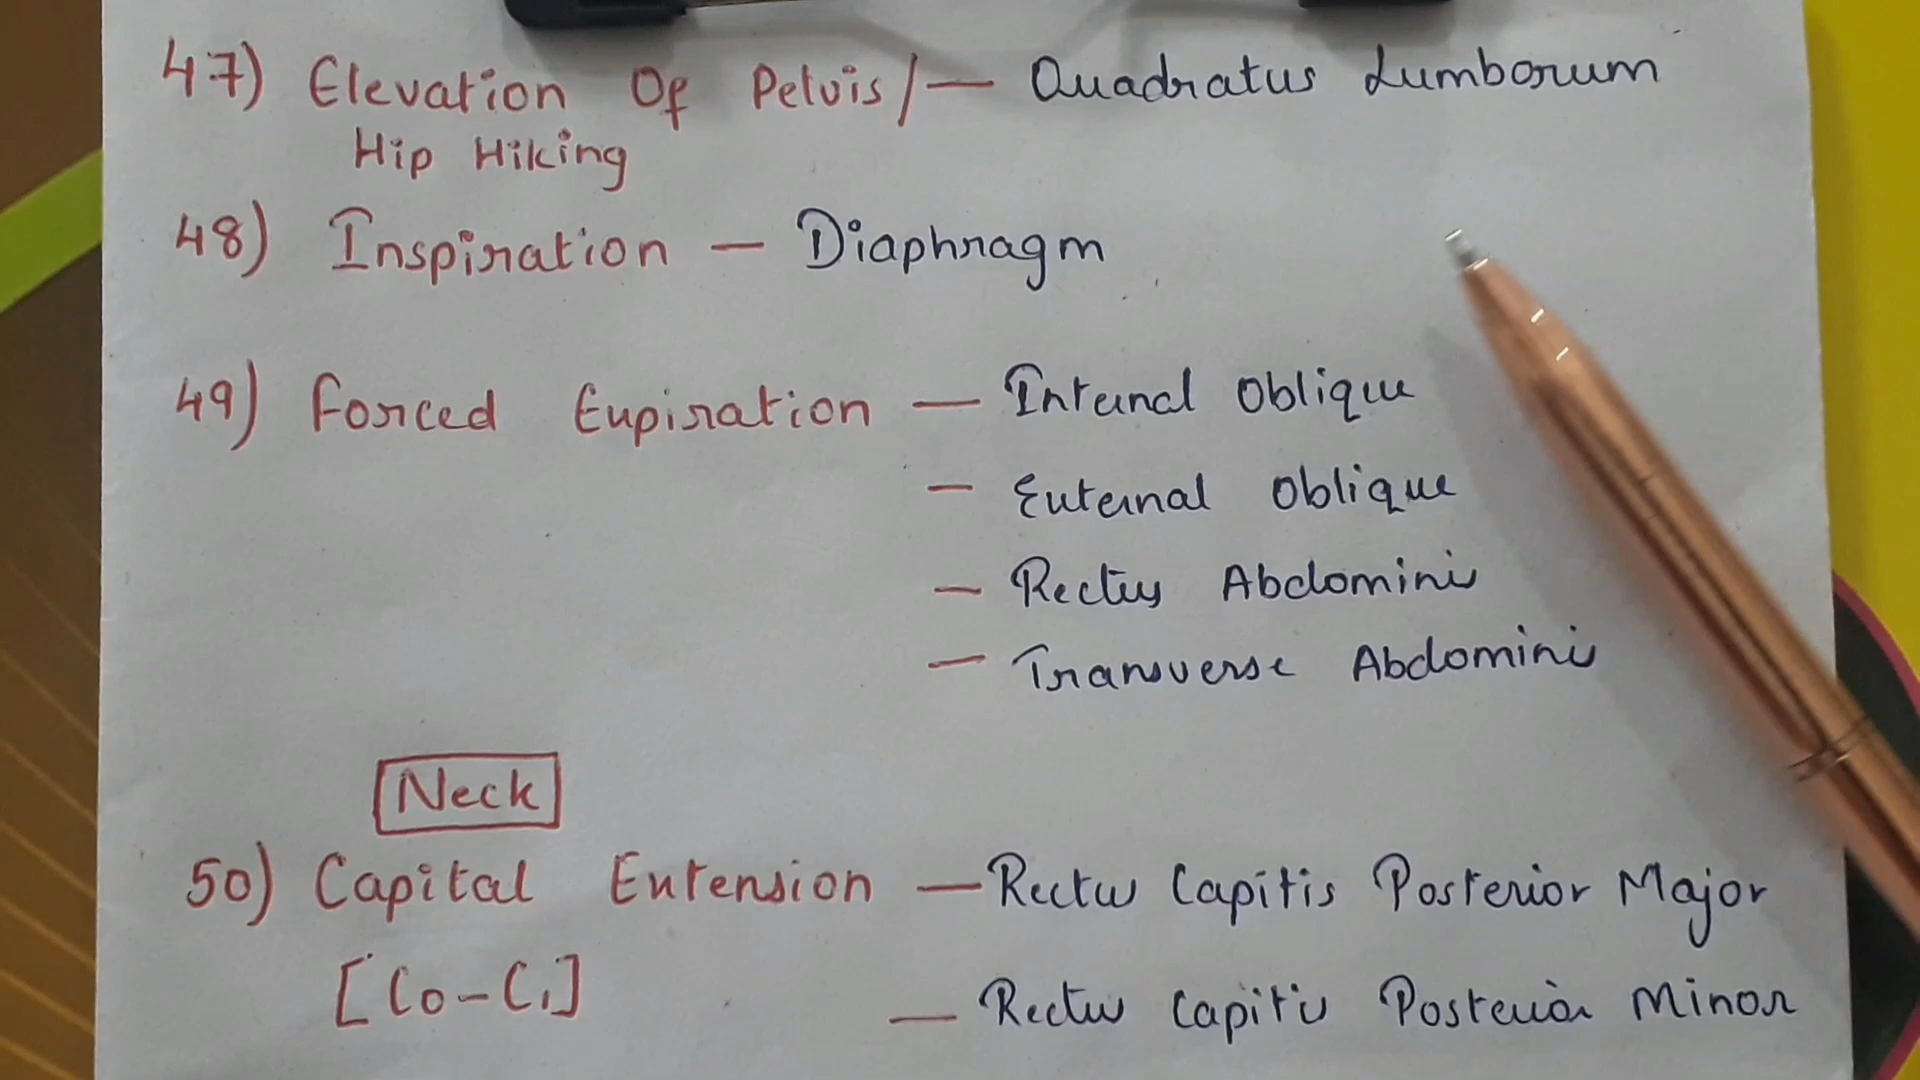 47) Elevation Of Pelvis/ — Quadratus Lumborum
Hip Hiking
48) Inspiration — Diaphragm
49) Forced Expiration — Internal Oblique
— External Oblique
— Rectus Abdominis
— Transverse Abdominis
Neck
50) Capital Extension — Rectus Capitis Posterior Major
[C0-C1] — Rectus Capitis Posterior Minor